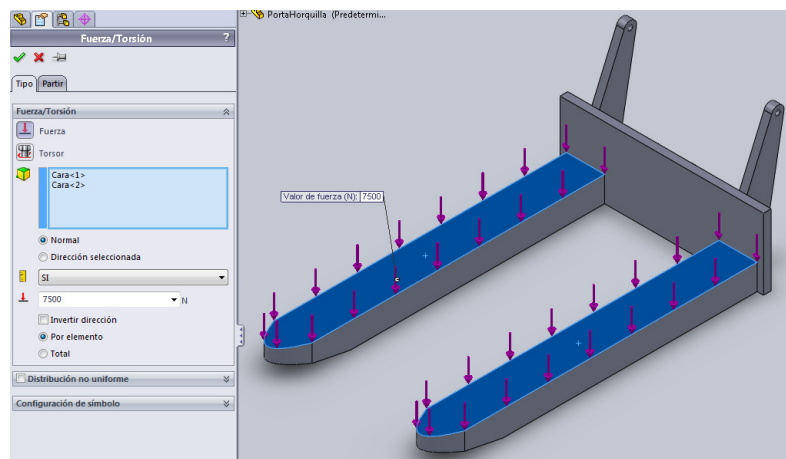 PortaHorquilla (Predetermi...
Fuerza/Torsión ?
Tipo Partir
Fuerza/Torsión
Fuerza
Torsor
Cara<1>
Cara<2>
Valor de fuerza (N): 7500
Normal
Dirección seleccionada
SI
7500 N
Invertir dirección
Por elemento
Total
Distribución no uniforme
Configuración de símbolo